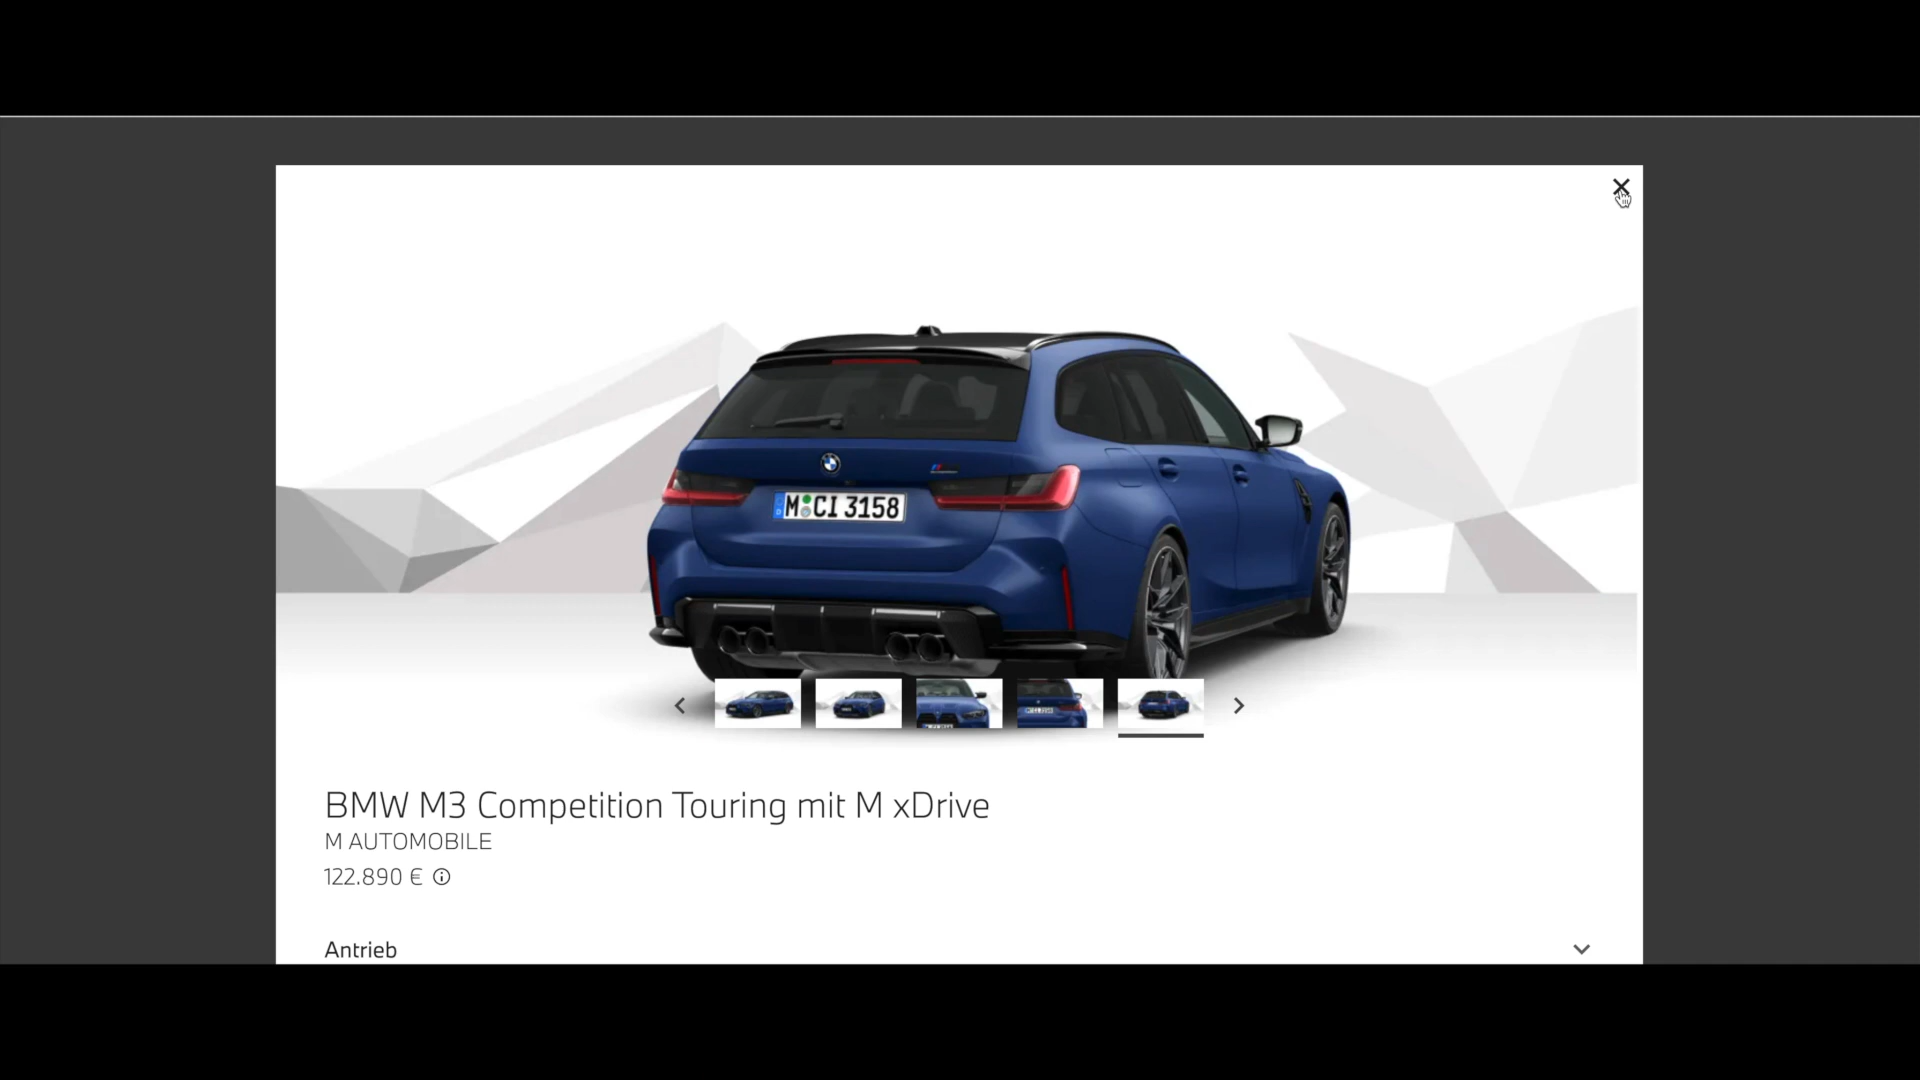 M CI 3158
BMW M3 Competition Touring mit M xDrive
M AUTOMOBILE
122.890 €
Antrieb